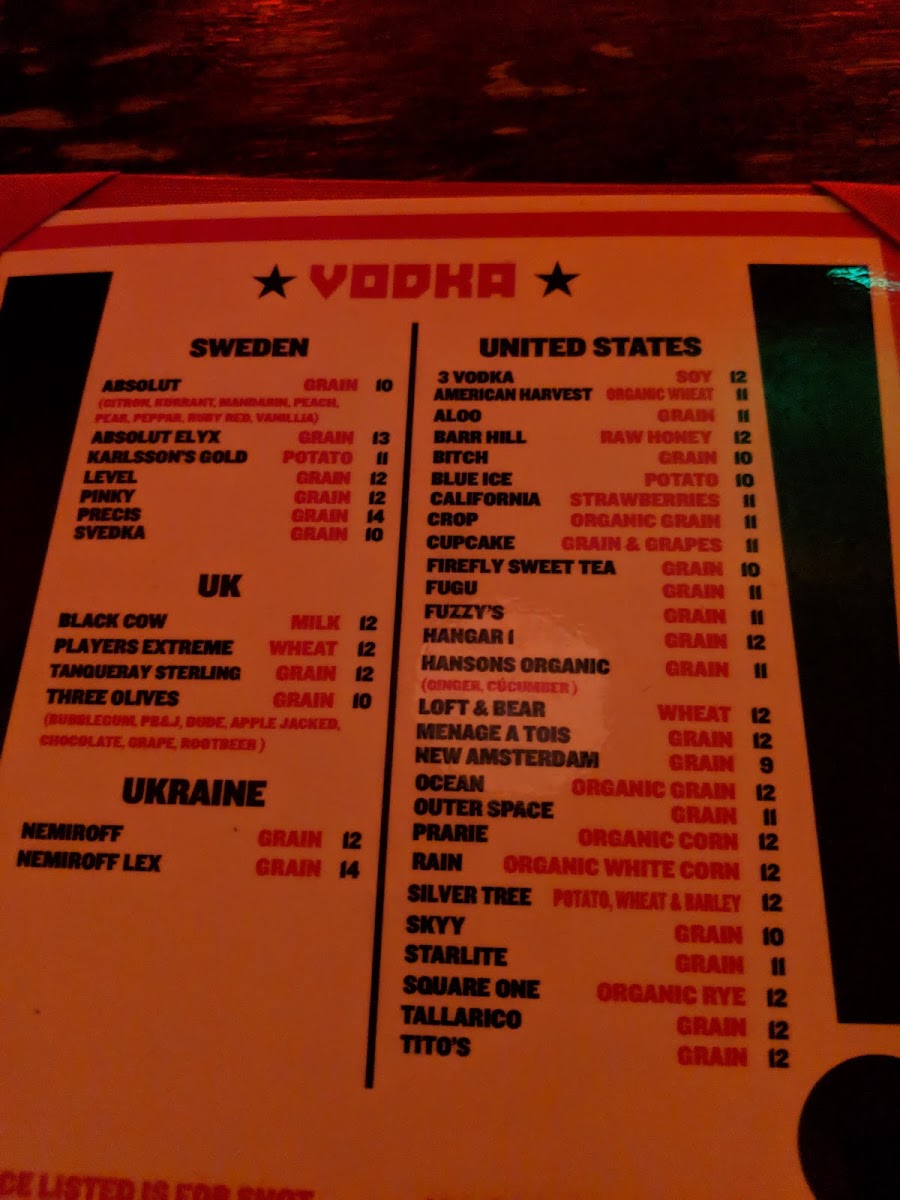 ★ VODKA ★
SWEDEN
ABSOLUT GRAIN 10
(CITRON, KURRANT, MANDARIN, PEACH,
PEAR, PEPPAR, RUBY RED, VANILLIA)
ABSOLUT ELYX GRAIN 13
KARLSSON'S GOLD POTATO 11
LEVEL GRAIN 12
PINKY GRAIN 12
PRECIS GRAIN 14
SVEDKA GRAIN 10
UK
BLACK COW MILK 12
PLAYERS EXTREME WHEAT 12
TANQUERAY STERLING GRAIN 12
THREE OLIVES GRAIN 10
(BUBBLEGUM, PB&J, DUDE, APPLE JACKED,
CHOCOLATE, GRAPE, ROOTBEER )
UKRAINE
NEMIROFF GRAIN 12
NEMIROFF LEX GRAIN 14
UNITED STATES
3 VODKA SOY 12
AMERICAN HARVEST ORGANIC WHEAT 11
ALOO GRAIN 11
BARR HILL RAW HONEY 12
BITCH GRAIN 10
BLUE ICE POTATO 10
CALIFORNIA STRAWBERRIES 11
CROP ORGANIC GRAIN 11
CUPCAKE GRAIN & GRAPES 11
FIREFLY SWEET TEA GRAIN 10
FUGU GRAIN 11
FUZZY'S GRAIN 11
HANGAR 1 GRAIN 12
HANSONS ORGANIC GRAIN 11
(GINGER, CUCUMBER )
LOFT & BEAR WHEAT 12
MENAGE A TOIS GRAIN 12
NEW AMSTERDAM GRAIN 9
OCEAN ORGANIC GRAIN 12
OUTER SPACE GRAIN 11
PRARIE ORGANIC CORN 12
RAIN ORGANIC WHITE CORN 12
SILVER TREE POTATO, WHEAT & BARLEY 12
SKYY GRAIN 10
STARLITE GRAIN 11
SQUARE ONE ORGANIC RYE 12
TALLARICO GRAIN 12
TITO'S GRAIN 12
CE LISTED IS FOR SHOT